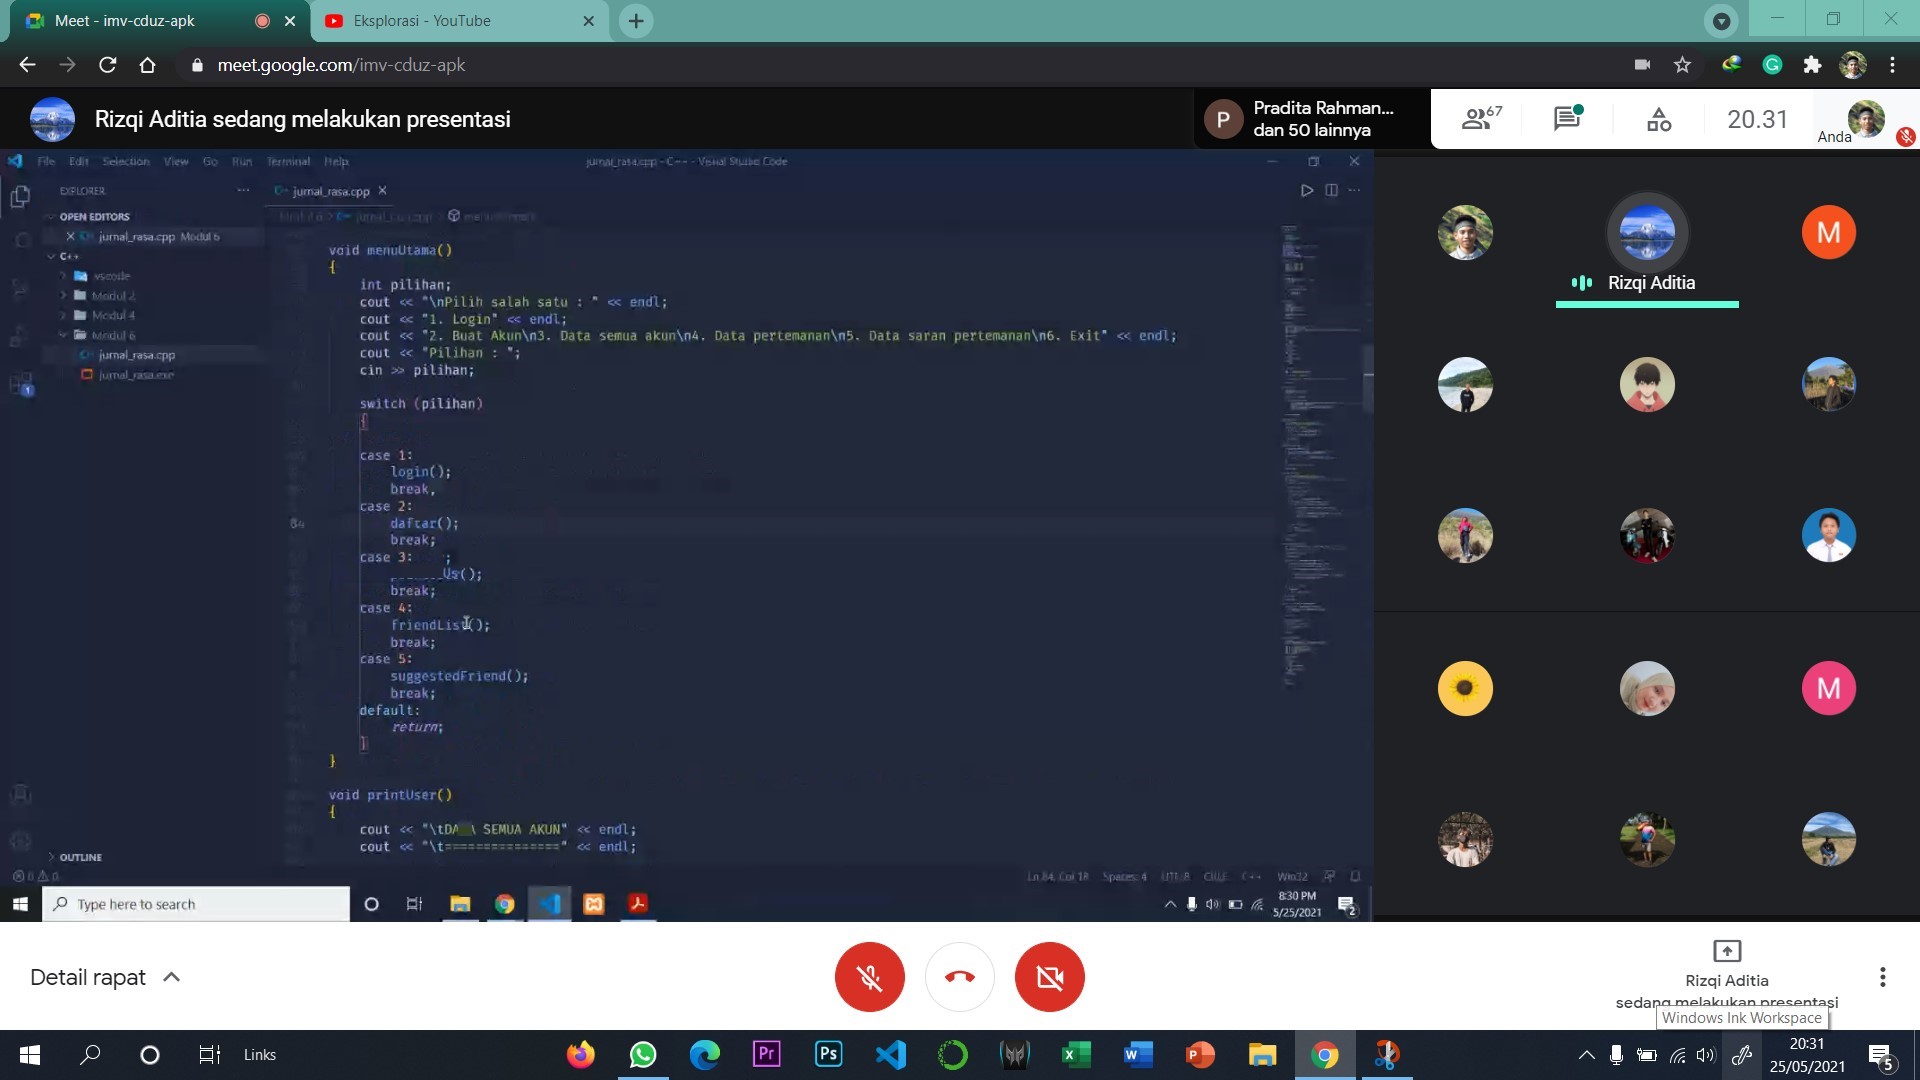 Meet - imv-cduz-apk
Eksplorasi - YouTube
meet.google.com/imv-cduz-apk
Rizqi Aditia sedang melakukan presentasi
P
Pradita Rahman...
dan 50 lainnya
67
20.31
Anda
File Edit Selection View Go Run Terminal Help
jurnal_rasa.cpp - C++ - Visual Studio Code
EXPLORER
jurnal_rasa.cpp
OPEN EDITORS
jurnal_rasa.cpp Modul 6
C++
.vscode
Modul 2
Modul 4
Modul 6
jurnal_rasa.cpp
jurnal_rasa.exe
void menuUtama()
{
int pilihan;
cout << "\nPilih salah satu : " << endl;
cout << "1. Login" << endl;
cout << "2. Buat Akun\n3. Data semua akun\n4. Data pertemanan\n5. Data saran pertemanan\n6. Exit" << endl;
cout << "Pilihan : ";
cin >> pilihan;
switch (pilihan)
{
case 1:
login();
break;
case 2:
84
daftar();
break;
case 3:
Us();
break;
case 4:
friendList();
break;
case 5:
suggestedFriend();
break;
default:
return;
}
}
void printUser()
{
cout << "\tDA SEMUA AKUN" << endl;
cout << "\t===============" << endl;
OUTLINE
0 0
Ln 84, Col 18 Spaces: 4 UTF-8 CRLF C++ Win32
Type here to search
8:30 PM
5/25/2021
2
M
Rizqi Aditia
M
Detail rapat
Rizqi Aditia
sedang melakukan presentasi
Windows Ink Workspace
Links
Pr
Ps
20:31
25/05/2021
5